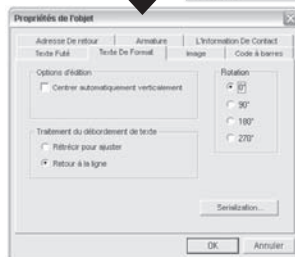 Propriétés de l'objet
Adresse De retour
Armature
L'Information De Contact
Texte Futé
Texte De Format
Image
Code à barres
Options d'édition
Centrer automatiquement verticalement
Rotation
0°
90°
180°
270°
Traitement du débordement de texte
Rétrécir pour ajuster
Retour à la ligne
Serialization...
OK
Annuler